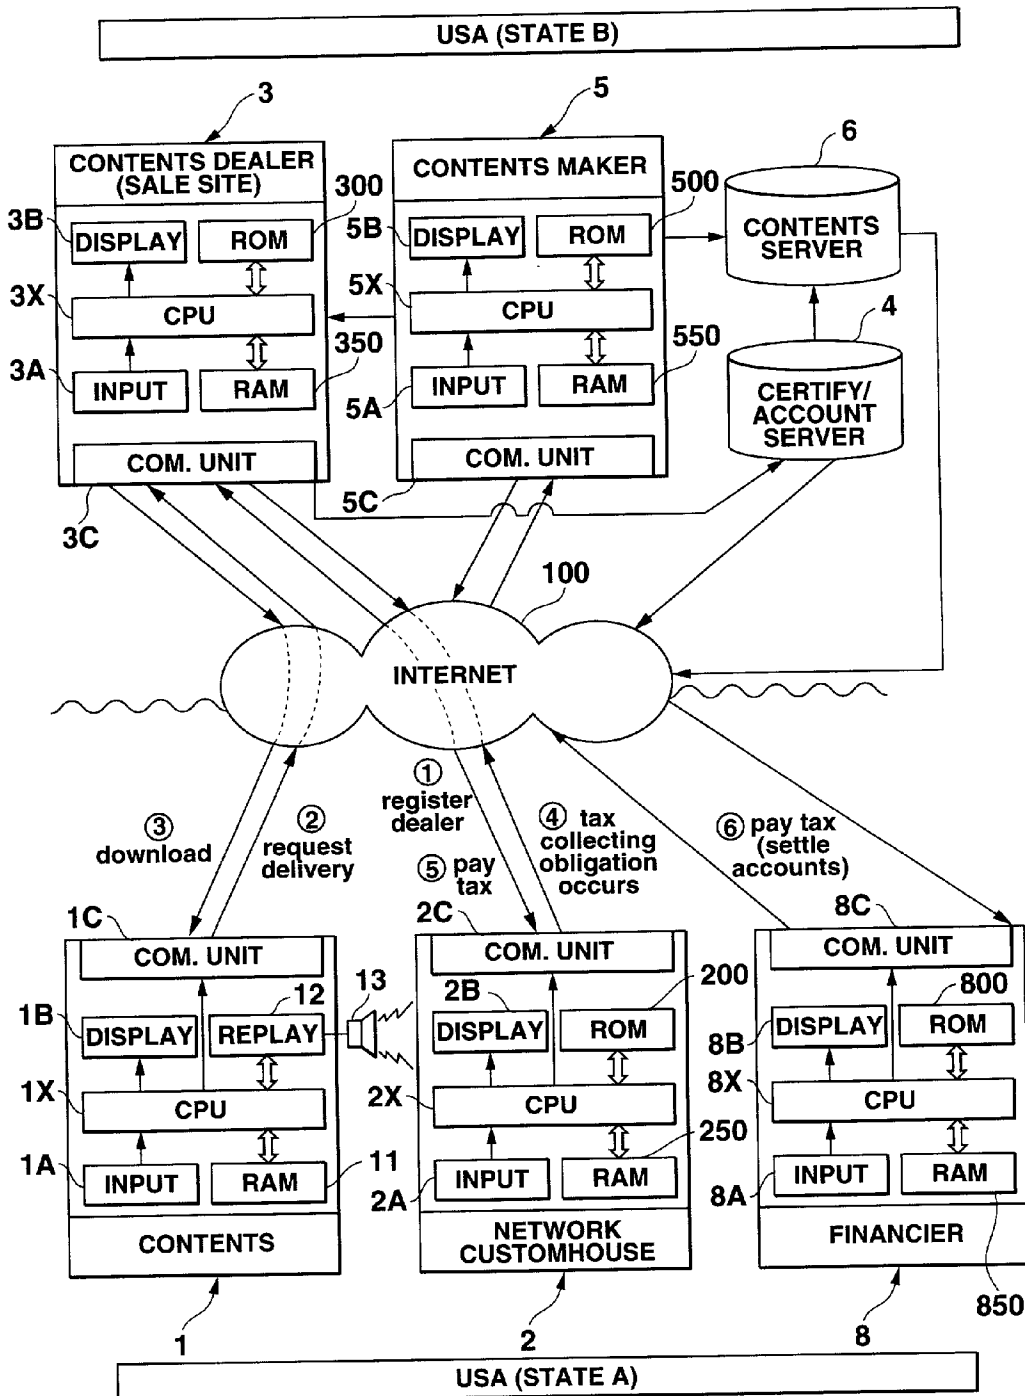 USA (STATE B)
3
5
6
CONTENTS DEALER
(SALE SITE)
300
CONTENTS MAKER
500
3B
DISPLAY
ROM
5B
DISPLAY
ROM
CONTENTS
SERVER
3X
CPU
5X
CPU
4
350
550
3A
INPUT
RAM
5A
INPUT
RAM
CERTIFY/
ACCOUNT
SERVER
COM. UNIT
COM. UNIT
3C
5C
100
INTERNET
①
register
dealer
③
download
②
request
delivery
④ tax
collecting
obligation
occurs
⑤ pay
tax
⑥ pay tax
(settle
accounts)
1C
2C
8C
COM. UNIT
COM. UNIT
COM. UNIT
12
13
2B
200
800
1B
DISPLAY
REPLAY
DISPLAY
ROM
8B
DISPLAY
ROM
1X
CPU
2X
CPU
8X
CPU
11
250
1A
INPUT
RAM
2A
INPUT
RAM
8A
INPUT
RAM
CONTENTS
NETWORK
CUSTOMHOUSE
FINANCIER
850
1
2
8
USA (STATE A)